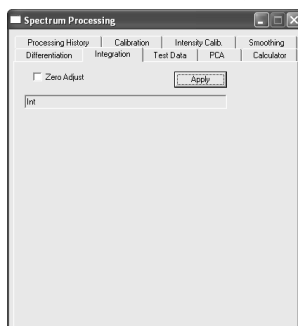 Spectrum Processing
Processing History Calibration Intensity Calib. Smoothing
Differentiation Integration Test Data PCA Calculator
Zero Adjust Apply
Int